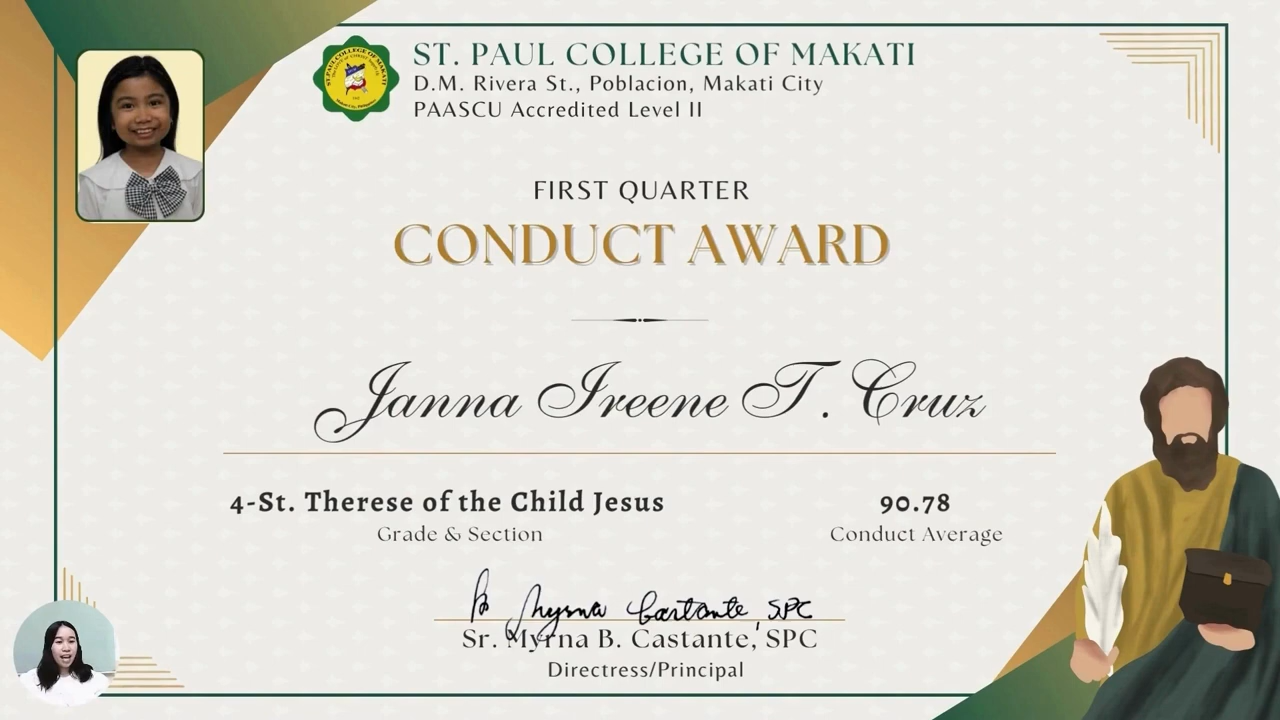 ST. PAUL COLLEGE OF MAKATI
D.M. Rivera St., Poblacion, Makati City
PAASCU Accredited Level II
FIRST QUARTER
CONDUCT AWARD
Janna Ireene T. Cruz
4-St. Therese of the Child Jesus
Grade & Section
90.78
Conduct Average
Sr. Myrna B. Castante, SPC
Directress/Principal